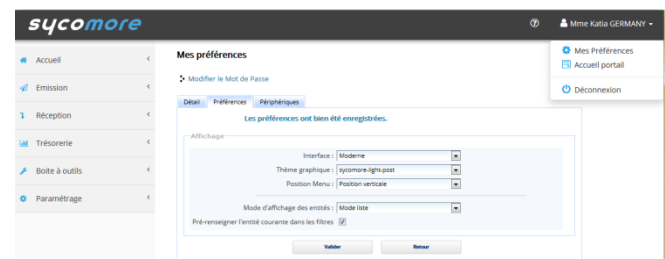 sycomore
Mme Katia GERMANY
Mes Préférences
Accueil portail
Déconnexion
Accueil
Emission
Réception
Trésorerie
Boite à outils
Paramétrage
Mes préférences
Modifier le Mot de Passe
Détail Préférences Périphériques
Les préférences ont bien été enregistrées.
Affichage
Interface : Moderne
Thème graphique : sycomore-light-post
Position Menu : Position verticale
Mode d'affichage des entités : Mode liste
Pré-renseigner l'entité courante dans les filtres
Valider Retour